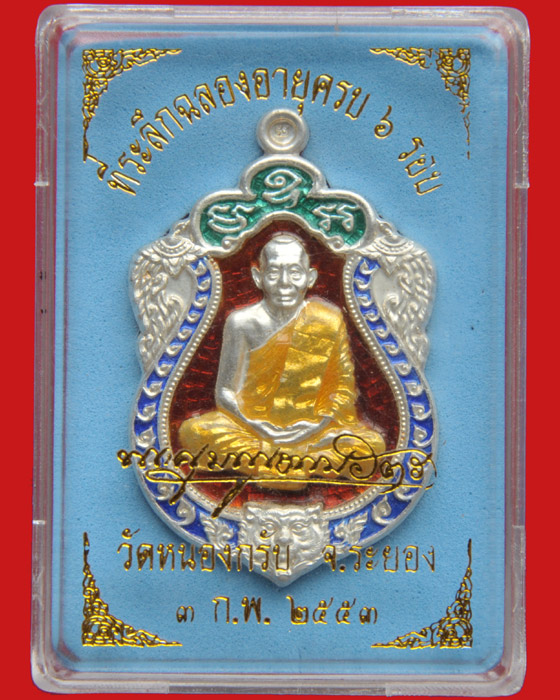 ที่ระลึกฉลองอายุครบ ๖ รอบ
วัดหนองกรับ จ.ระยอง
๓ ก.พ. ๒๕๕๓